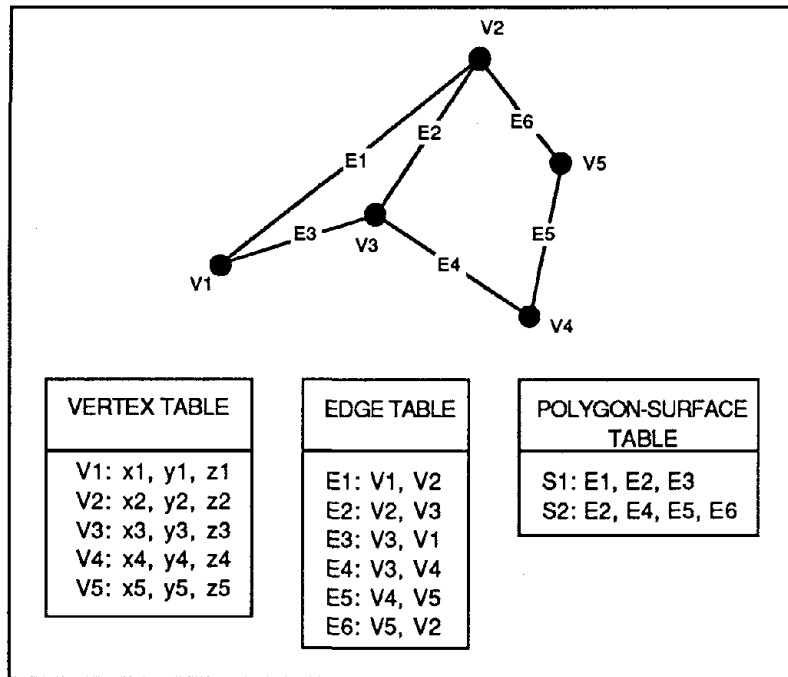 V2
E6
E2
E1
V5
V3
E3
E5
E4
V1
V4
VERTEX TABLE
V1: x1, y1, z1
V2: x2, y2, z2
V3: x3, y3, z3
V4: x4, y4, z4
V5: x5, y5, z5
EDGE TABLE
E1: V1, V2
E2: V2, V3
E3: V3, V1
E4: V3, V4
E5: V4, V5
E6: V5, V2
POLYGON-SURFACE
TABLE
S1: E1, E2, E3
S2: E2, E4, E5, E6